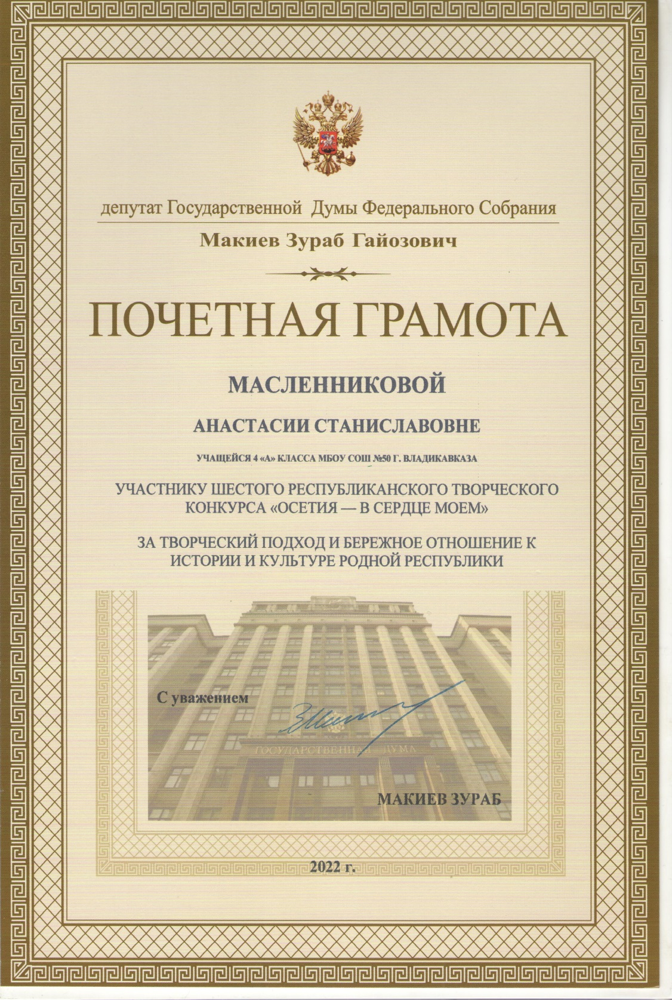 депутат Государственной Думы Федерального Собрания
Макиев Зураб Гайозович
ПОЧЕТНАЯ ГРАМОТА
МАСЛЕННИКОВОЙ
АНАСТАСИИ СТАНИСЛАВОВНЕ
УЧАЩЕЙСЯ 4 «А» КЛАССА МБОУ СОШ №50 Г. ВЛАДИКАВКАЗА
УЧАСТНИКУ ШЕСТОГО РЕСПУБЛИКАНСКОГО ТВОРЧЕСКОГО
КОНКУРСА «ОСЕТИЯ — В СЕРДЦЕ МОЕМ»
ЗА ТВОРЧЕСКИЙ ПОДХОД И БЕРЕЖНОЕ ОТНОШЕНИЕ К
ИСТОРИИ И КУЛЬТУРЕ РОДНОЙ РЕСПУБЛИКИ
С уважением
ГОСУДАРСТВЕННАЯ ДУМА
МАКИЕВ ЗУРАБ
2022 г.